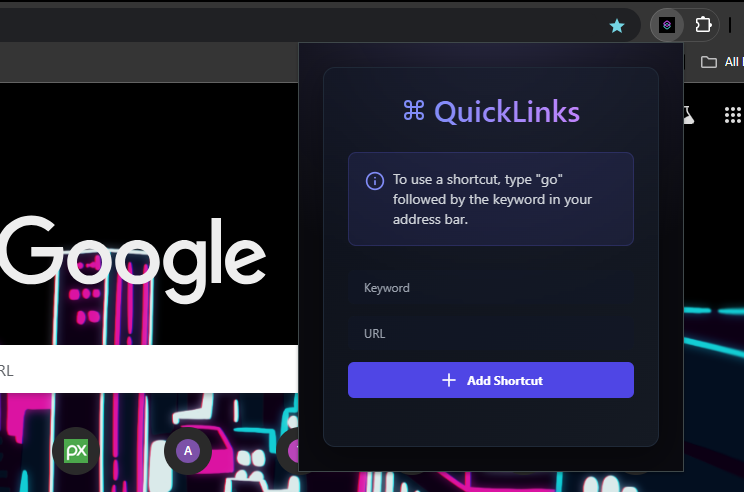 All
QuickLinks
To use a shortcut, type "go"
followed by the keyword in your
address bar.
Google
Keyword
URL
RL
Add Shortcut
px
A